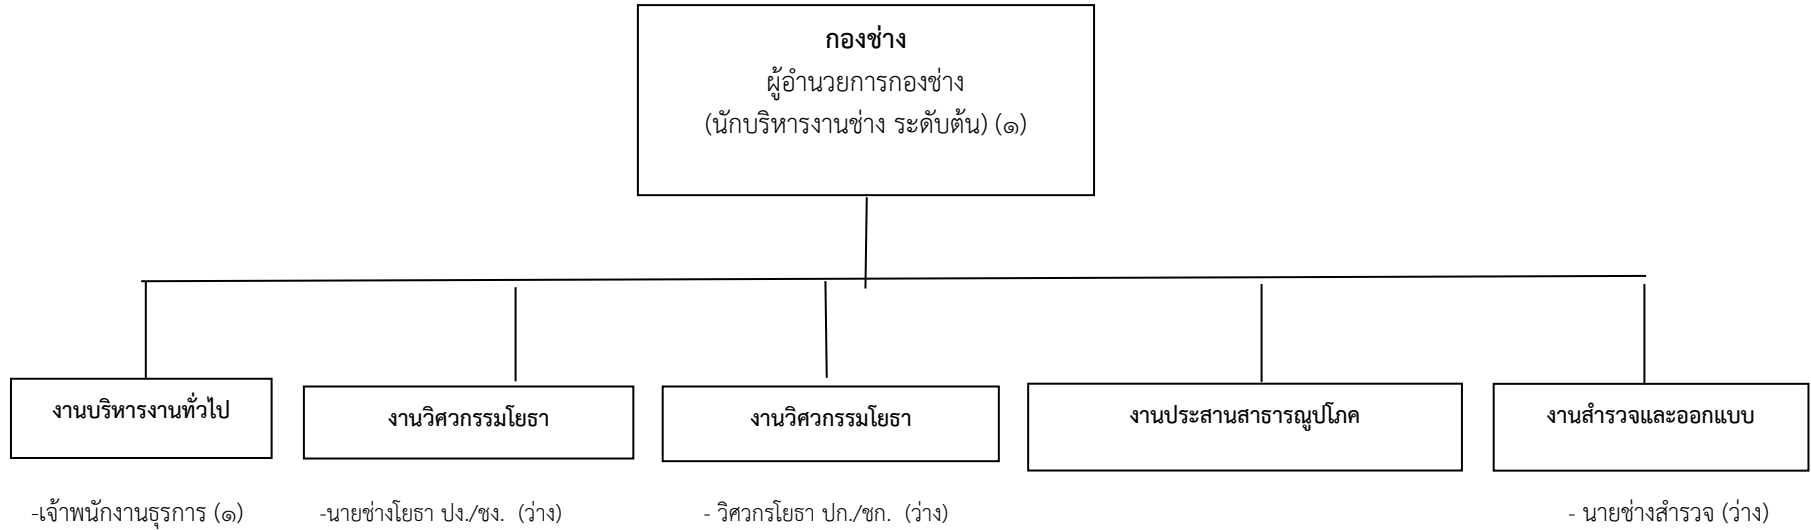 กองช่าง
ผู้อำนวยการกองช่าง
(นักบริหารงานช่าง ระดับต้น) (๑)
งานบริหารงานทั่วไป
งานวิศวกรรมโยธา
งานวิศวกรรมโยธา
งานประสานสาธารณูปโภค
งานสำรวจและออกแบบ
-เจ้าพนักงานธุรการ (๑)
-นายช่างโยธา ปง./ชง. (ว่าง)
- วิศวกรโยธา ปก./ชก. (ว่าง)
- นายช่างสำรวจ (ว่าง)